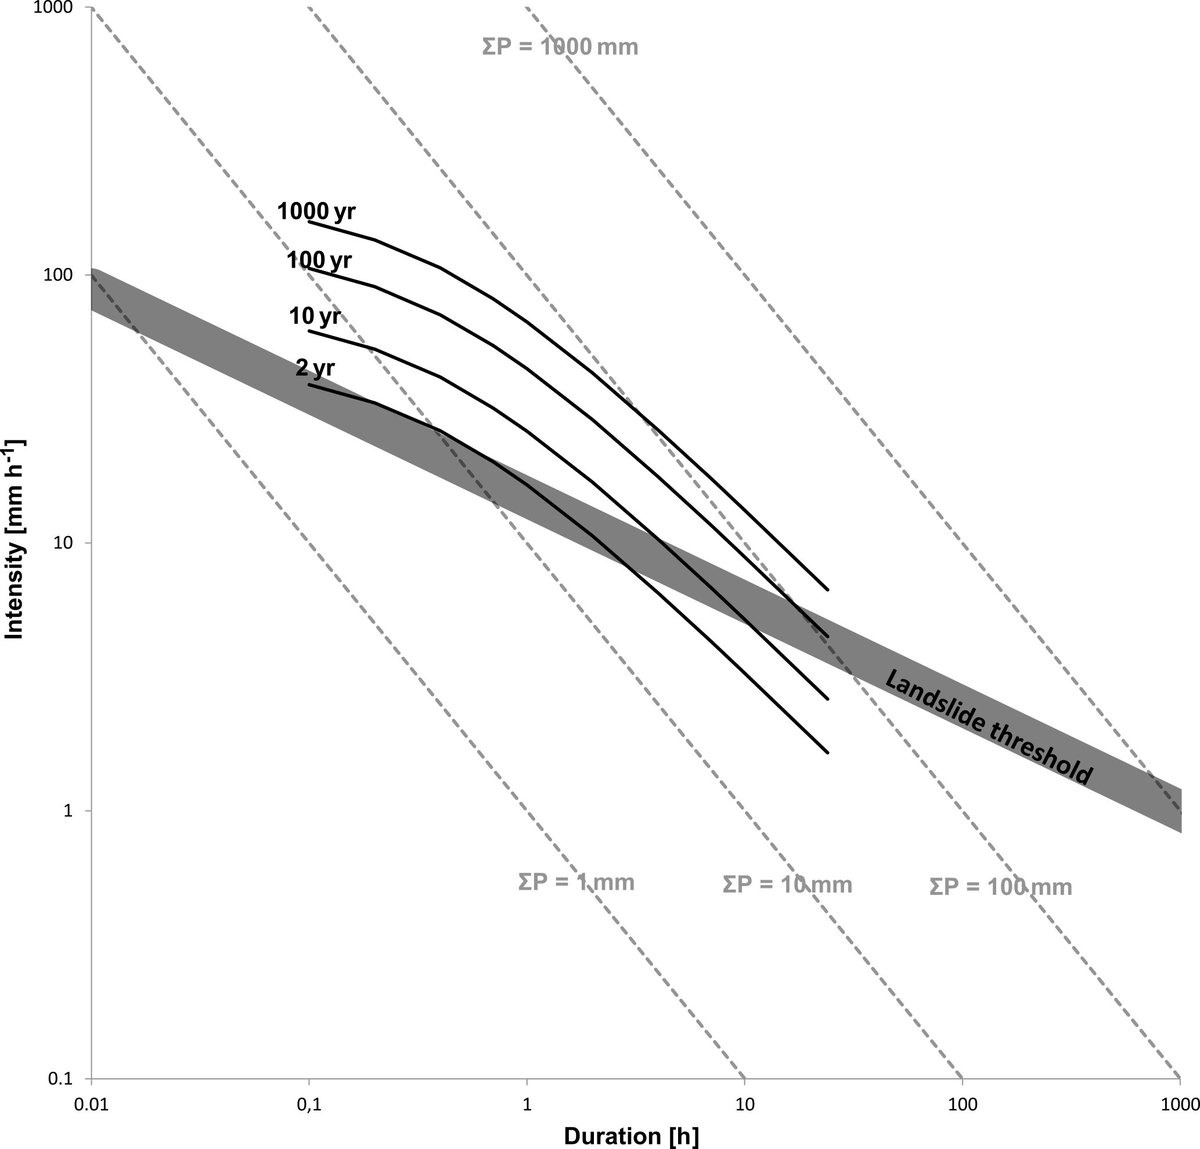 1000
ΣP = 1000 mm
1000 yr
100
100 yr
10 yr
2 yr
Intensity [mm h-1]
10
Landslide threshold
1
ΣP = 1 mm
ΣP = 10 mm
ΣP = 100 mm
0.1
0.01
0,1
1
10
100
1000
Duration [h]